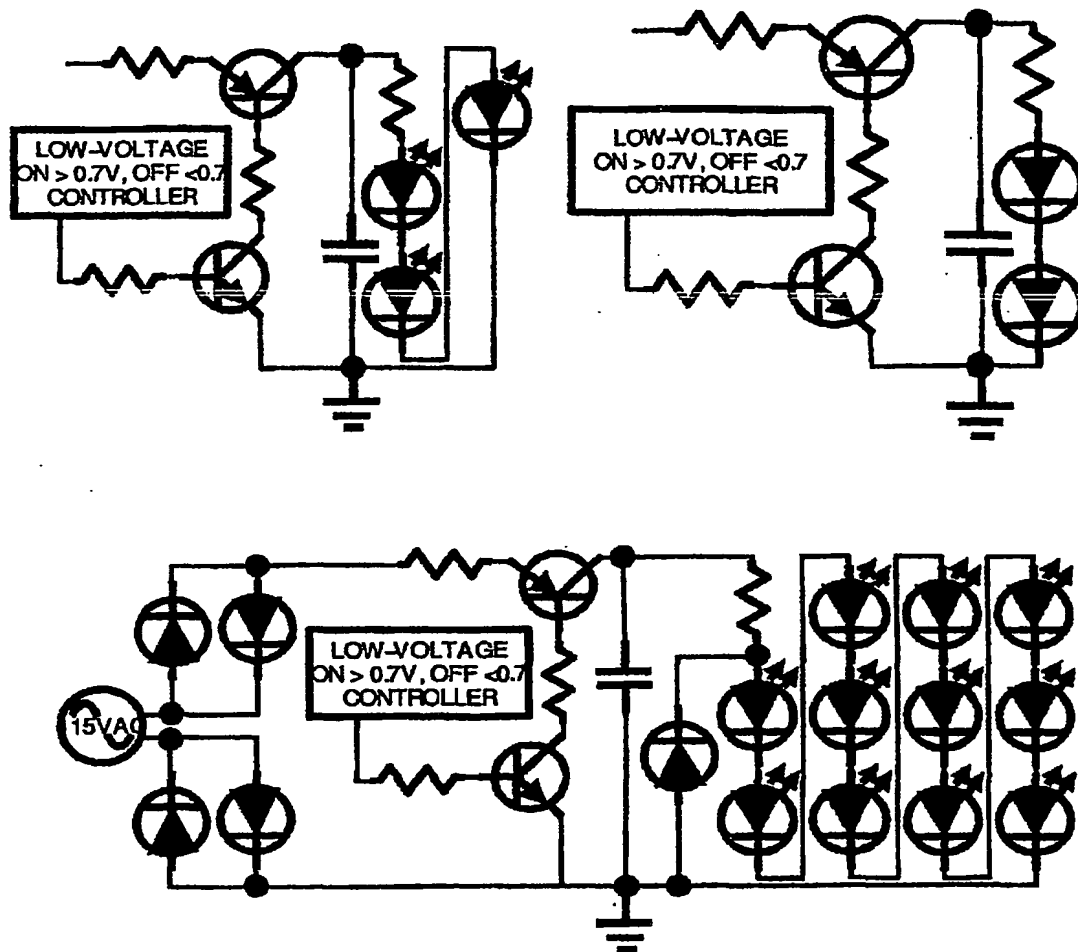 LOW-VOLTAGE
ON > 0.7V, OFF <0.7
CONTROLLER
LOW-VOLTAGE
ON > 0.7V, OFF <0.7
CONTROLLER
LOW-VOLTAGE
ON > 0.7V, OFF <0.7
CONTROLLER
15VAC